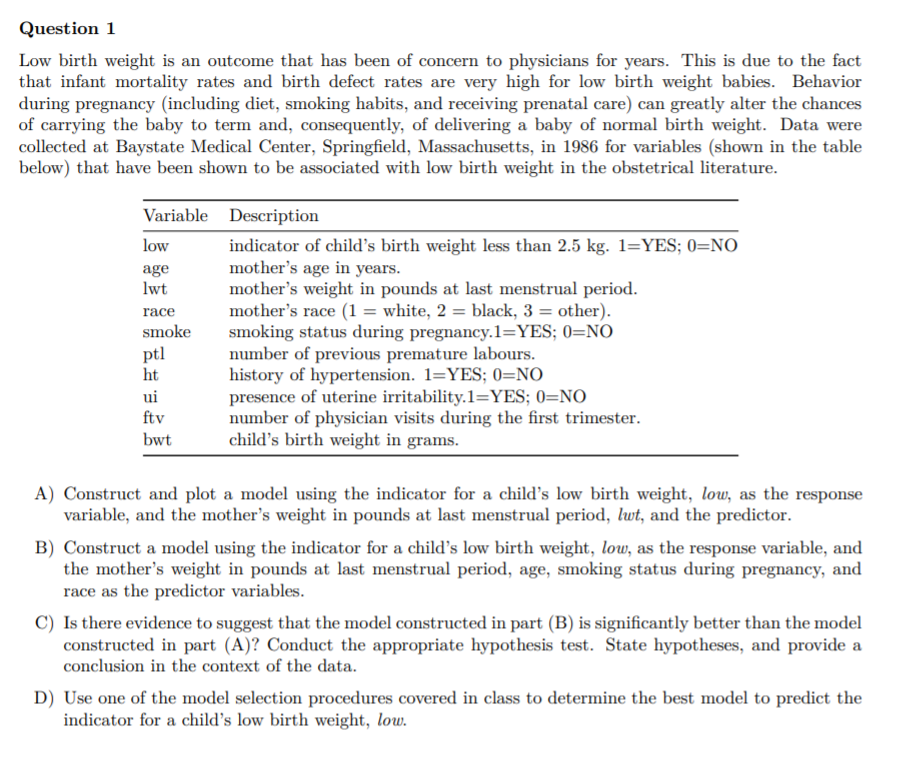 Question 1
Low birth weight is an outcome that has been of concern to physicians for years. This is due to the fact
that infant mortality rates and birth defect rates are very high for low birth weight babies. Behavior
during pregnancy (including diet, smoking habits, and receiving prenatal care) can greatly alter the chances
of carrying the baby to term and, consequently, of delivering a baby of normal birth weight. Data were
collected at Baystate Medical Center, Springfield, Massachusetts, in 1986 for variables (shown in the table
below) that have been shown to be associated with low birth weight in the obstetrical literature.
Variable Description
low indicator of child's birth weight less than 2.5 kg. 1=YES; 0=NO
age mother's age in years.
lwt mother's weight in pounds at last menstrual period.
race mother's race (1 = white, 2 = black, 3 = other).
smoke smoking status during pregnancy.1=YES; 0=NO
ptl number of previous premature labours.
ht history of hypertension. 1=YES; 0=NO
ui presence of uterine irritability.1=YES; 0=NO
ftv number of physician visits during the first trimester.
bwt child's birth weight in grams.
A) Construct and plot a model using the indicator for a child's low birth weight, low, as the response
variable, and the mother's weight in pounds at last menstrual period, lwt, and the predictor.
B) Construct a model using the indicator for a child's low birth weight, low, as the response variable, and
the mother's weight in pounds at last menstrual period, age, smoking status during pregnancy, and
race as the predictor variables.
C) Is there evidence to suggest that the model constructed in part (B) is significantly better than the model
constructed in part (A)? Conduct the appropriate hypothesis test. State hypotheses, and provide a
conclusion in the context of the data.
D) Use one of the model selection procedures covered in class to determine the best model to predict the
indicator for a child's low birth weight, low.